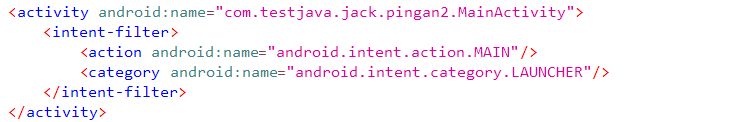 <activity android:name="com.testjava.jack.pingan2.MainActivity">
    <intent-filter>
        <action android:name="android.intent.action.MAIN"/>
        <category android:name="android.intent.category.LAUNCHER"/>
    </intent-filter>
</activity>